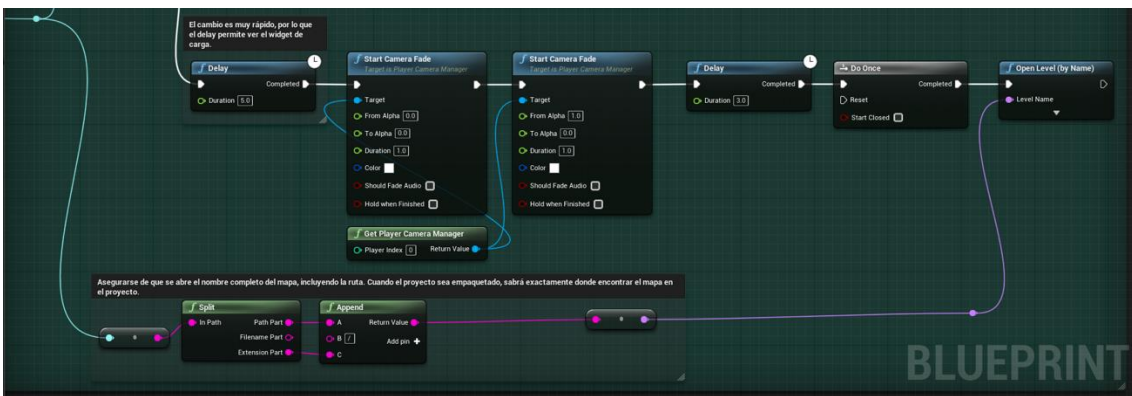 El cambio es muy rápido, por lo que
el delay permite ver el widget de
carga.
Delay
Completed
Duration 5.0
Start Camera Fade
Target is Player Camera Manager
Target
From Alpha 0.0
To Alpha 0.0
Duration 1.0
Color
Should Fade Audio
Hold when Finished
Start Camera Fade
Target is Player Camera Manager
Target
From Alpha 1.0
To Alpha 0.0
Duration 1.0
Color
Should Fade Audio
Hold when Finished
Delay
Completed
Duration 3.0
Do Once
Completed
Reset
Start Closed
Open Level (by Name)
Level Name
Get Player Camera Manager
Player Index 0 Return Value
Asegurarse de que se abre el nombre completo del mapa, incluyendo la ruta. Cuando el proyecto sea empaquetado, sabrá exactamente donde encontrar el mapa en
el proyecto.
Split
In Path Path Part
Filename Part
Extension Part
Append
A Return Value
B / Add pin +
C
BLUEPRINT